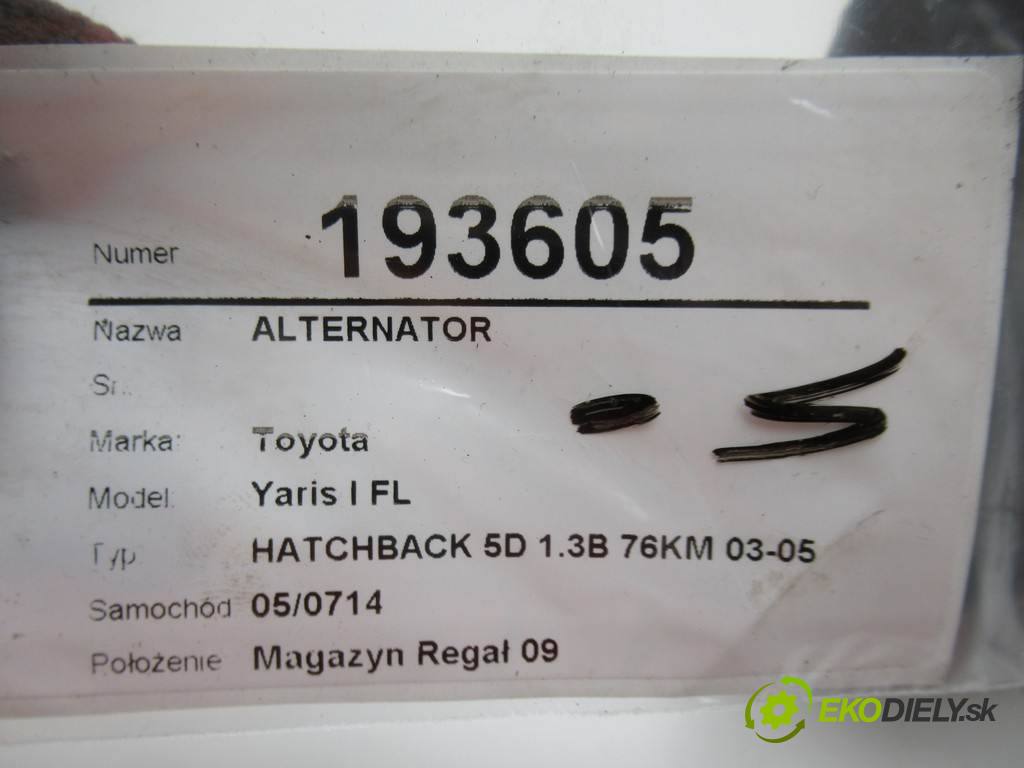 Numer 193605
Nazwa ALTERNATOR
Marka: Toyota
Model: Yaris I FL
Typ HATCHBACK 5D 1.3B 76KM 03-05
Samochód 05/0714
Położenie Magazyn Regał 09
EKODIELY.sk